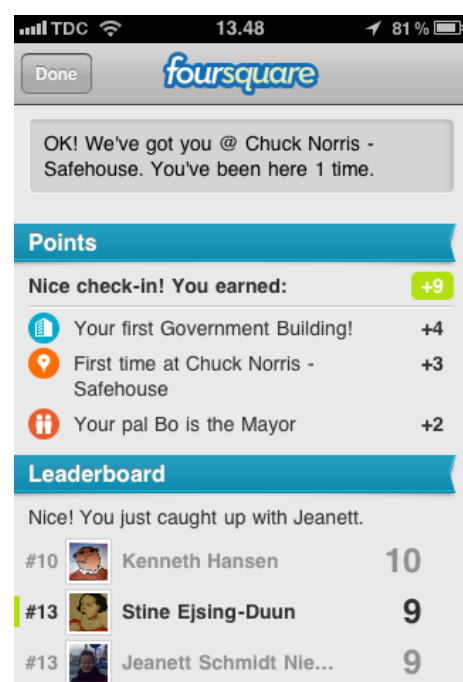 TDC 13.48 81 %
Done foursquare
OK! We've got you @ Chuck Norris -
Safehouse. You've been here 1 time.
Points
Nice check-in! You earned: +9
Your first Government Building! +4
First time at Chuck Norris - +3
Safehouse
Your pal Bo is the Mayor +2
Leaderboard
Nice! You just caught up with Jeanett.
#10 Kenneth Hansen 10
#13 Stine Ejsing-Duun 9
#13 Jeanett Schmidt Nie... 9